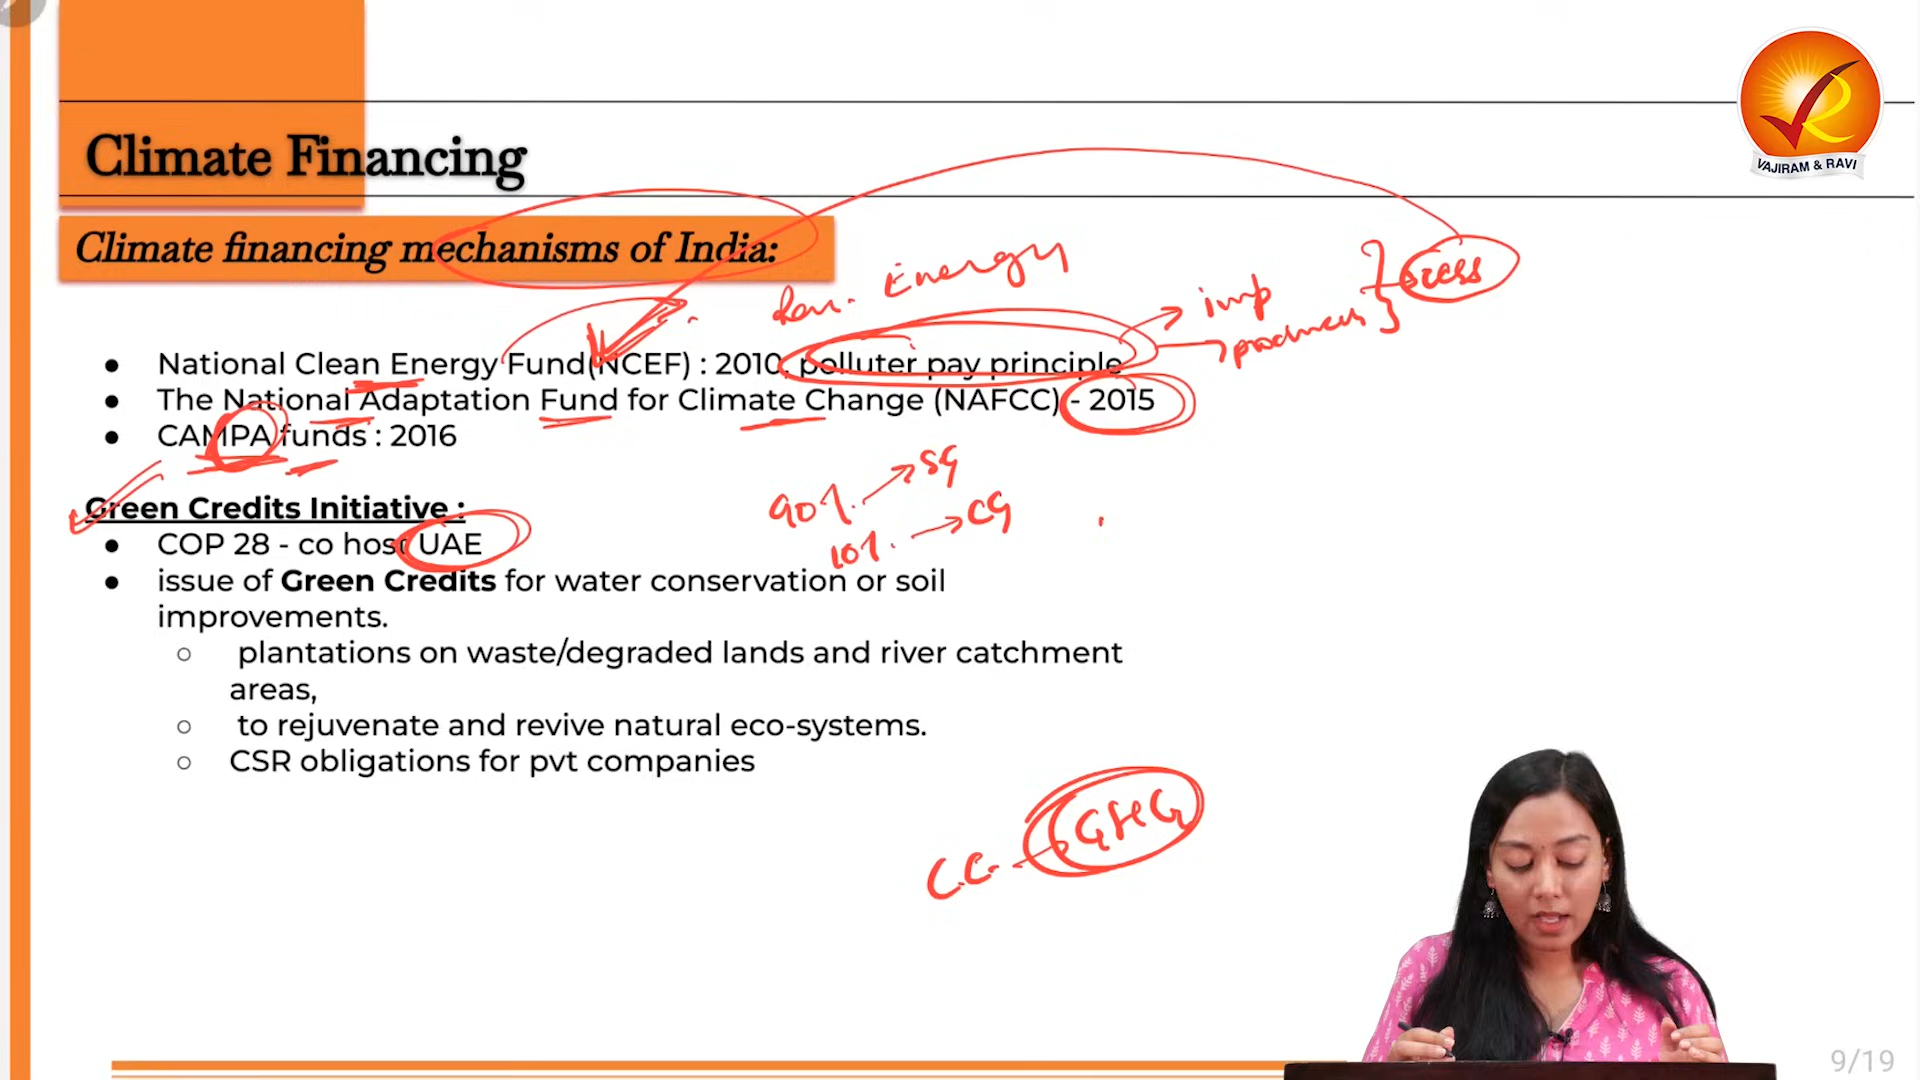 VAJIRAM & RAVI
Climate Financing
Climate financing mechanisms of India:
Ren. Energy
imp
cess
National Clean Energy Fund(NCEF) : 2010, polluter pay principle
The National Adaptation Fund for Climate Change (NAFCC) - 2015
CAMPA funds : 2016
90% → SG
10% → CG
Green Credits Initiative :
COP 28 - co host UAE
issue of Green Credits for water conservation or soil
improvements.
plantations on waste/degraded lands and river catchment
areas,
to rejuvenate and revive natural eco-systems.
CSR obligations for pvt companies
C.C. → GHG
9/19